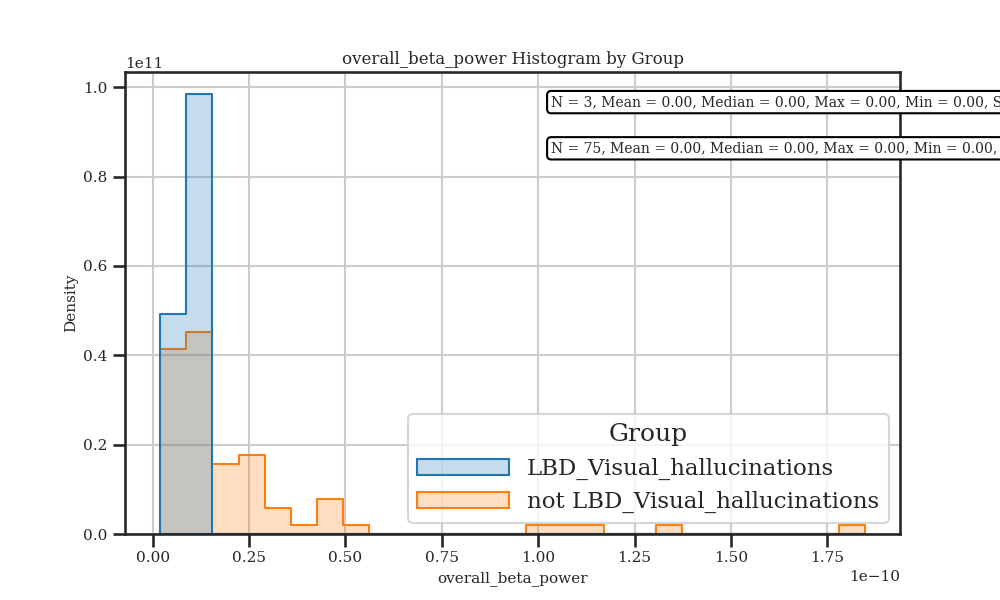 overall_beta_power Histogram by Group
1e11
1.0
0.8
0.6
0.4
0.2
0.0
Density
N = 3, Mean = 0.00, Median = 0.00, Max = 0.00, Min = 0.00, S
N = 75, Mean = 0.00, Median = 0.00, Max = 0.00, Min = 0.00,
Group
LBD_Visual_hallucinations
not LBD_Visual_hallucinations
0.00 0.25 0.50 0.75 1.00 1.25 1.50 1.75
1e−10
overall_beta_power